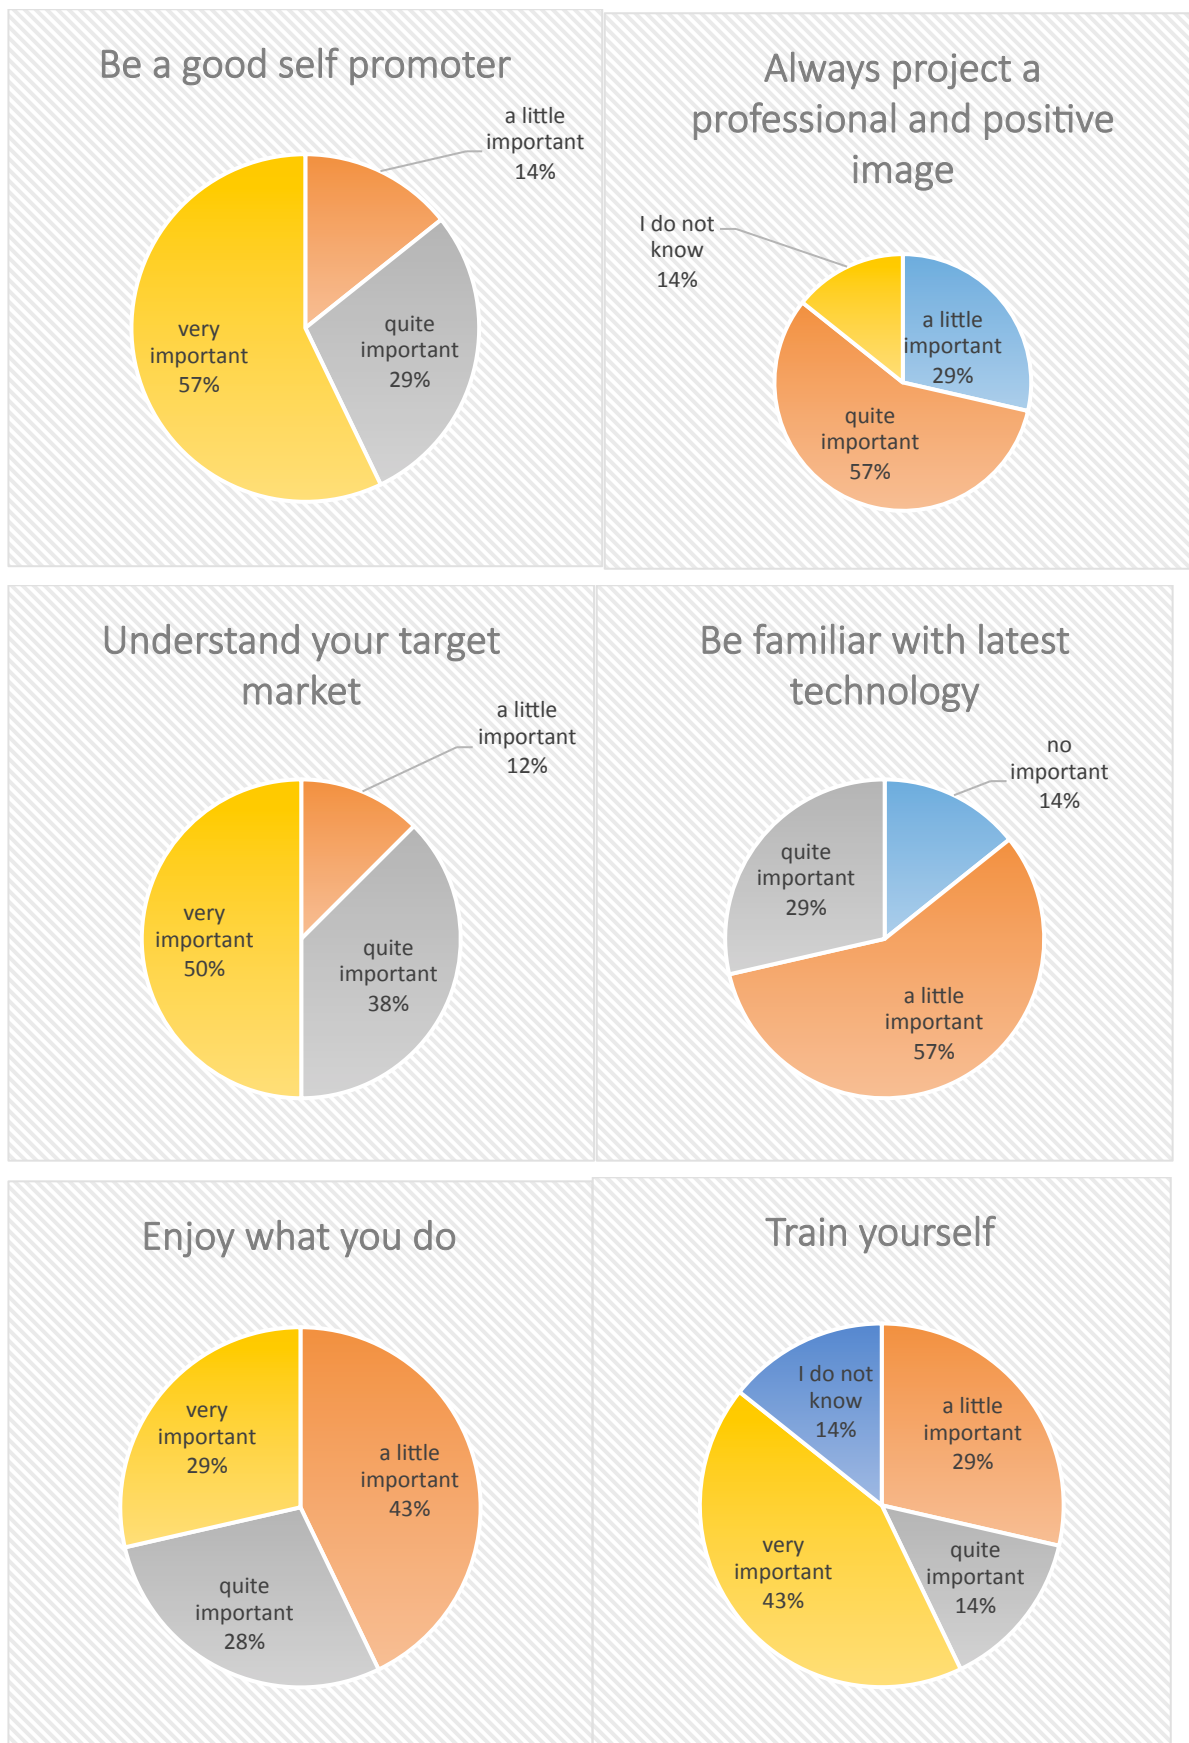 Be a good self promoter
a little
important
14%
very
important
57%
quite
important
29%
Always project a
professional and positive
image
I do not
know
14%
a little
important
29%
quite
important
57%
Understand your target
market
a little
important
12%
very
important
50%
quite
important
38%
Be familiar with latest
technology
no
important
14%
quite
important
29%
a little
important
57%
Enjoy what you do
very
important
29%
a little
important
43%
quite
important
28%
Train yourself
I do not
know
14%
a little
important
29%
very
important
43%
quite
important
14%